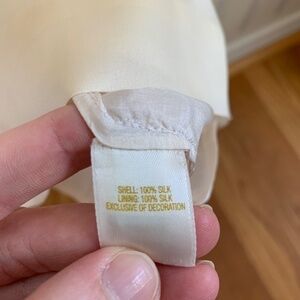 SHELL: 100% SILK
LINING: 100% SILK
EXCLUSIVE OF DECORATION